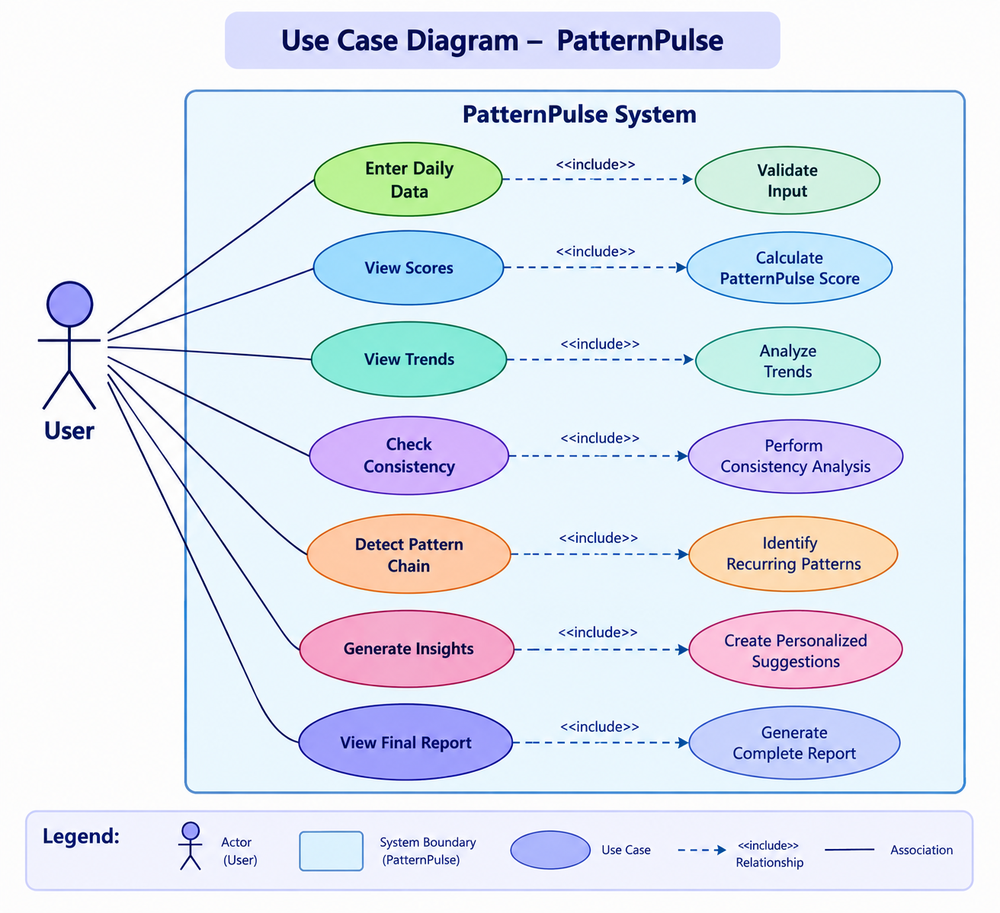 Use Case Diagram – PatternPulse
PatternPulse System
Enter Daily
Data
<<include>>
Validate
Input
View Scores
<<include>>
Calculate
PatternPulse Score
View Trends
<<include>>
Analyze
Trends
Check
Consistency
<<include>>
Perform
Consistency Analysis
Detect Pattern
Chain
<<include>>
Identify
Recurring Patterns
Generate Insights
<<include>>
Create Personalized
Suggestions
View Final Report
<<include>>
Generate
Complete Report
User
Legend:
Actor
(User)
System Boundary
(PatternPulse)
Use Case
<<include>>
Relationship
Association